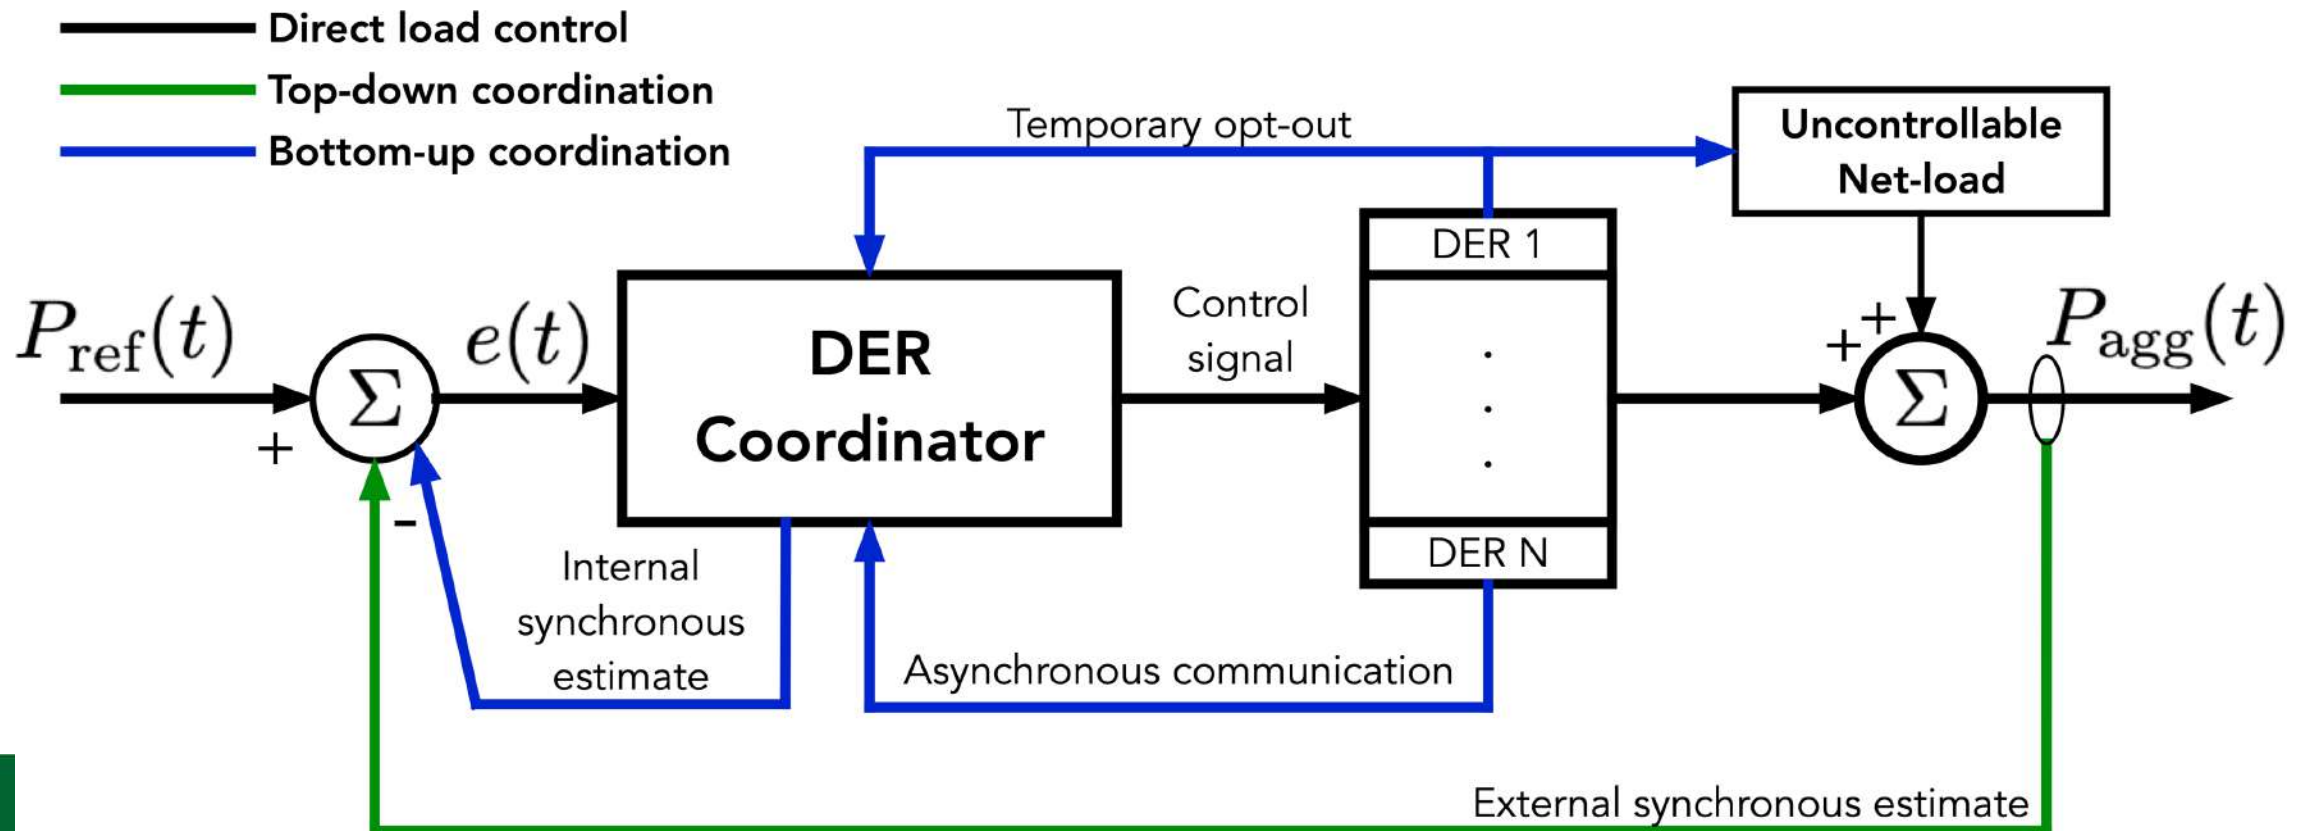 Direct load control
Top-down coordination
Bottom-up coordination
Temporary opt-out
Uncontrollable
Net-load
P_ref(t)
+
Σ
-
e(t)
DER
Coordinator
Control
signal
DER 1
.
.
.
DER N
+
+
Σ
P_agg(t)
Internal
synchronous
estimate
Asynchronous communication
External synchronous estimate